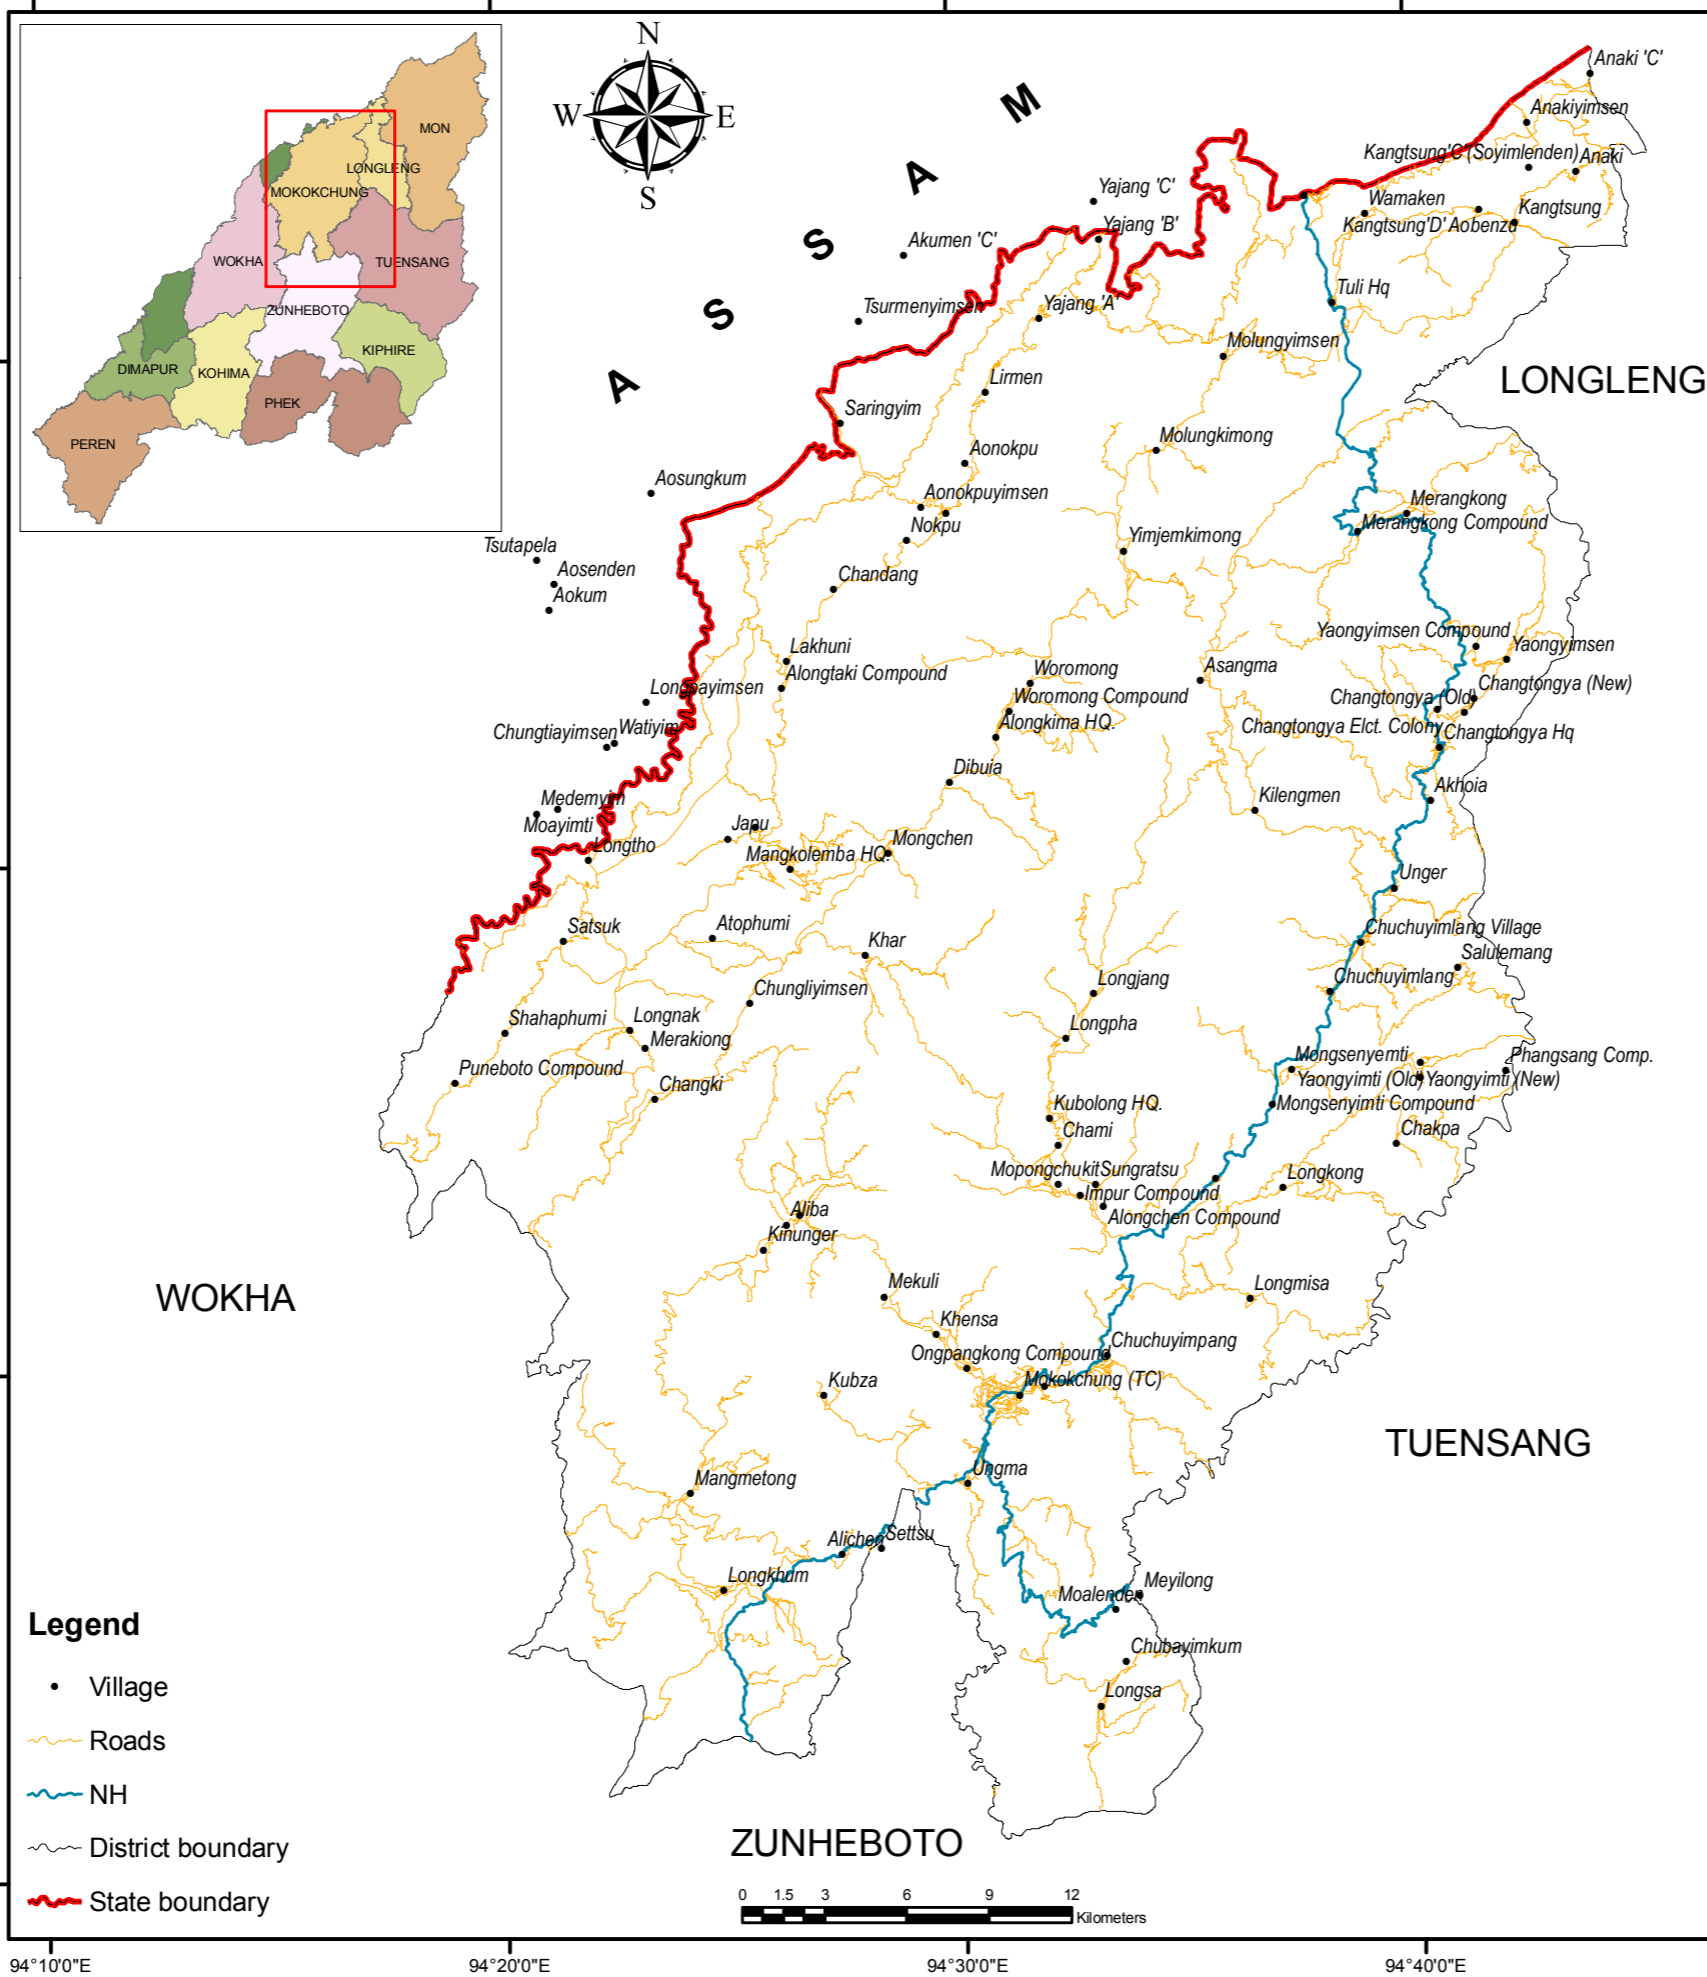 N
W
E
S
MON
LONGLENG
MOKOKCHUNG
WOKHA
TUENSANG
ZUNHEBOTO
KIPHIRE
DIMAPUR
KOHIMA
PHEK
PEREN
A S S A M
Anaki 'C'
Anakiyimsen
Kangtsung'C'(Soyimlenden)
Anaki
Yajang 'C'
Wamaken
Kangtsung
Kangtsung'D' Aobenza
Yajang 'B'
Akumen 'C'
Tuli Hq
Tsurmenyimsen
Yajang 'A'
Molungyimsen
LONGLENG
Lirmen
Saringyim
Molungkimong
Aonokpu
Aosungkum
Aonokpuyimsen
Merangkong
Merangkong Compound
Nokpu
Yimjemkimong
Tsutapela
Aosenden
Chandang
Aokum
Yaongyimsen Compound
Yaongyimsen
Lakhuni
Woromong
Asangma
Alongtaki Compound
Longpayimsen
Changtongya (New)
Woromong Compound
Changtongya (Old)
Alongkima HQ.
Changtongya Elct. Colony
Changtongya Hq
Chungtiayimsen
Watiyim
Dibuia
Akhoia
Kilengmen
Medemyim
Moayimti
Japu
Mongchen
Longtho
Mangkolemba HQ.
Unger
Satsuk
Atophumi
Khar
Chuchuyimlang Village
Salulemang
Longjang
Chuchuyimlang
Chungliyimsen
Shahaphumi
Longnak
Longpha
Merakiong
Mongsenyemti
Phangsang Comp.
Puneboto Compound
Changki
Yaongyimti (Old)
Yaongyimti (New)
Kubolong HQ.
Mongsenyimti Compound
Chami
Chakpa
Mopongchukit
Sungratsu
Longkong
Impur Compound
Aliba
Alongchen Compound
Kinunger
Mekuli
Longmisa
WOKHA
Khensa
Chuchuyimpang
Ongpangkong Compound
Kubza
Mokokchung (TC)
TUENSANG
Ungma
Mangmetong
Alichen
Settsu
Longkhum
Moalenden
Meyilong
Chubayimkum
Longsa
ZUNHEBOTO
Legend
Village
Roads
NH
District boundary
State boundary
0 1.5 3 6 9 12
Kilometers
94°10'0"E 94°20'0"E 94°30'0"E 94°40'0"E